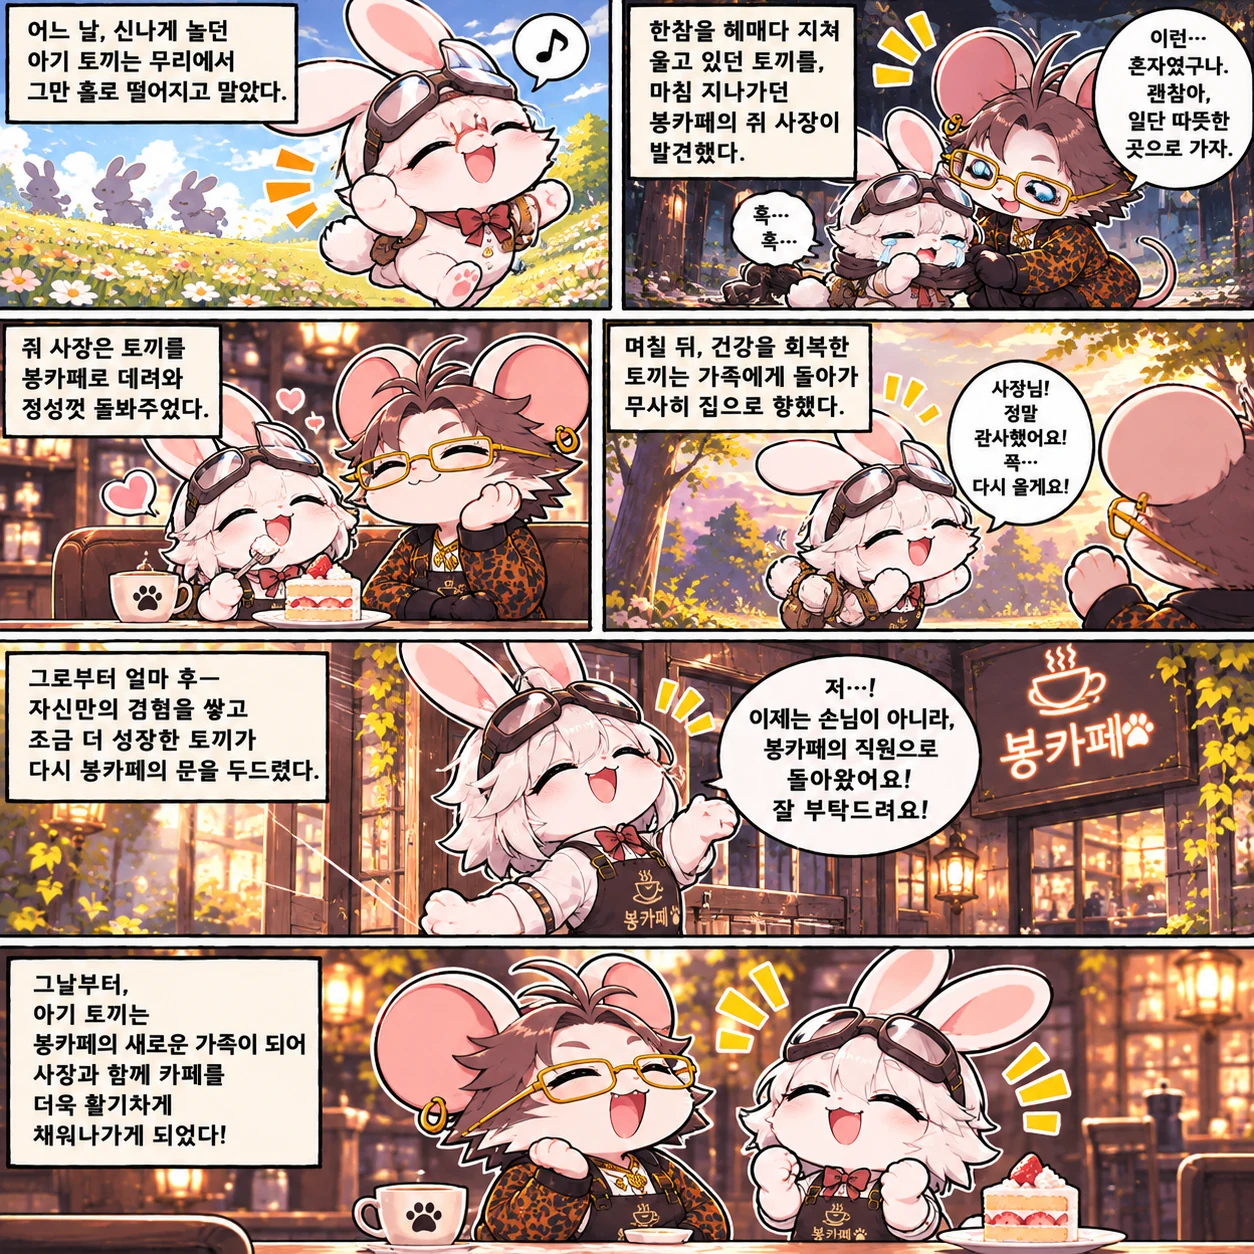 어느 날, 신나게 놀던
아기 토끼는 무리에서
그만 홀로 떨어지고 말았다.
한참을 헤매다 지쳐
울고 있던 토끼를,
마침 지나가던
봉카페의 쥐 사장이
발견했다.
이런…
혼자였구나.
괜참아,
일단 따뜻한
곳으로 가자.
흑…
흑…
쥐 사장은 토끼를
봉카페로 데려와
정성껏 돌봐주었다.
며칠 뒤, 건강을 회복한
토끼는 가족에게 돌아가
무사히 집으로 향했다.
사장님!
정말
관사했어요!
쪽…
다시 올게요!
그로부터 얼마 후—
자신만의 경험을 쌓고
조금 더 성장한 토끼가
다시 봉카페의 문을 두드렸다.
저…!
이제는 손님이 아니라,
봉카페의 직원으로
돌아왔어요!
잘 부탁드려요!
봉카페
봉카페
그날부터,
아기 토끼는
봉카페의 새로운 가족이 되어
사장과 함께 카페를
더욱 활기차게
채워나가게 되었다!
봉카페